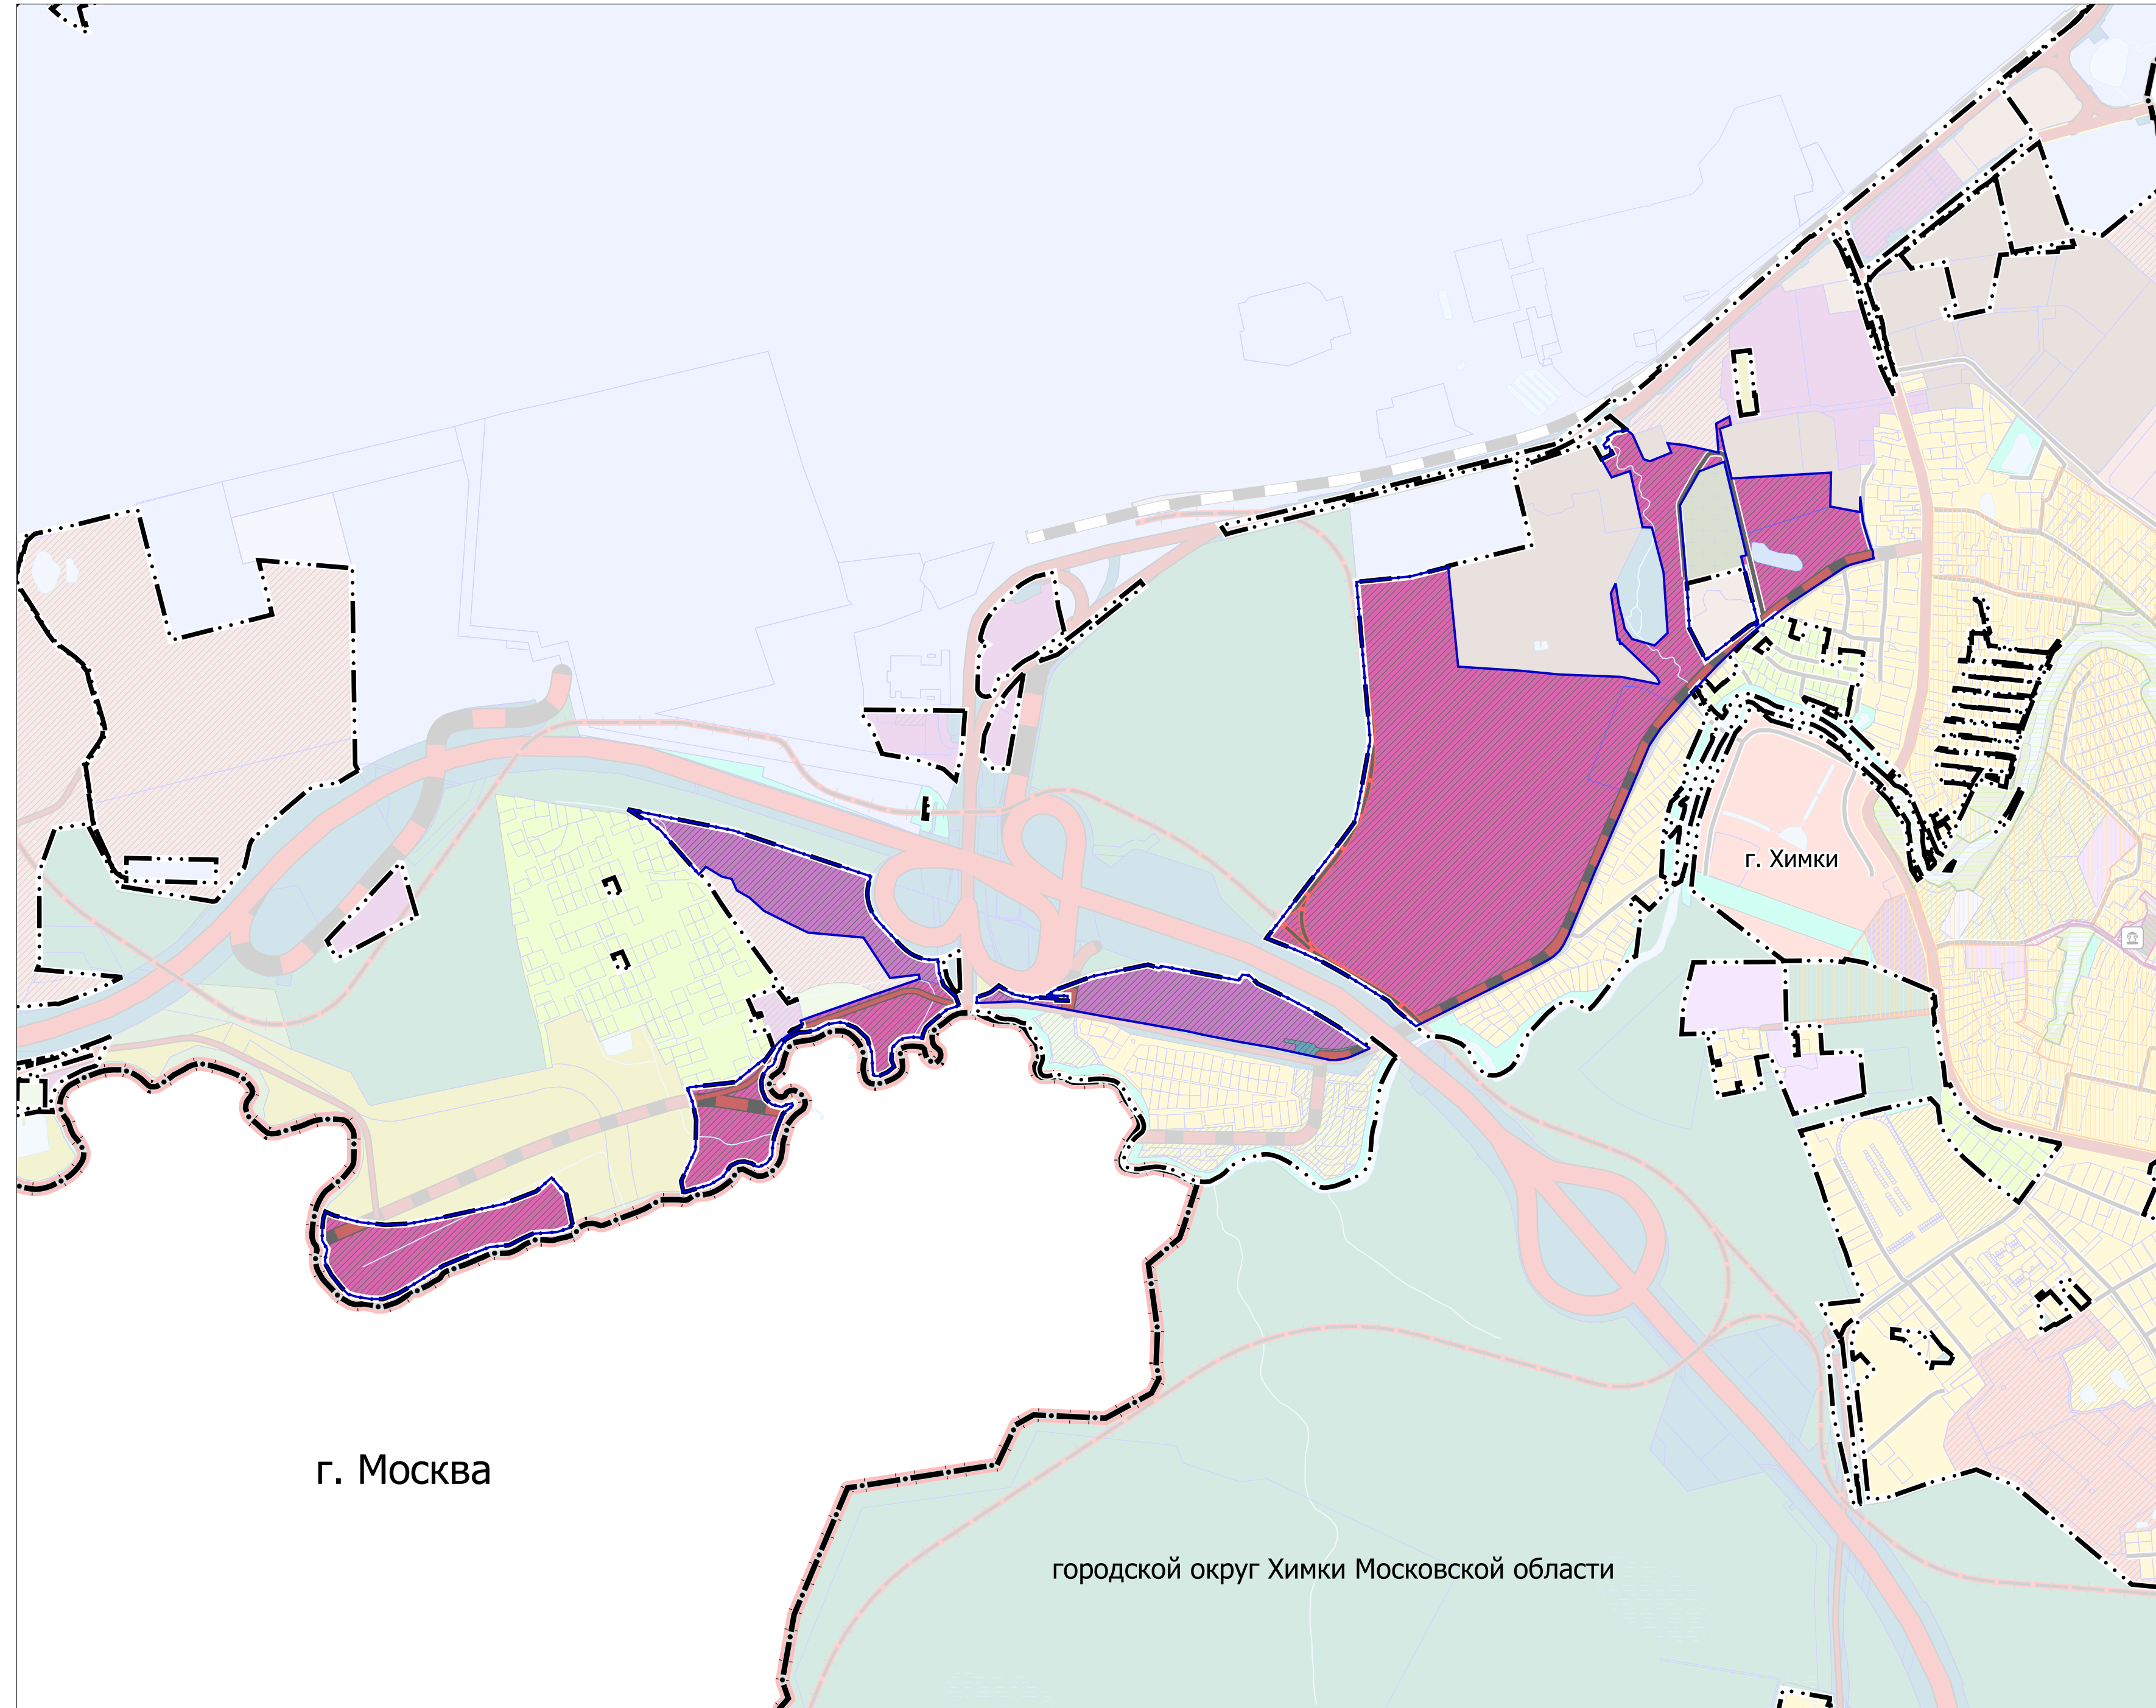 г. Химки
г. Москва
городской округ Химки Московской области